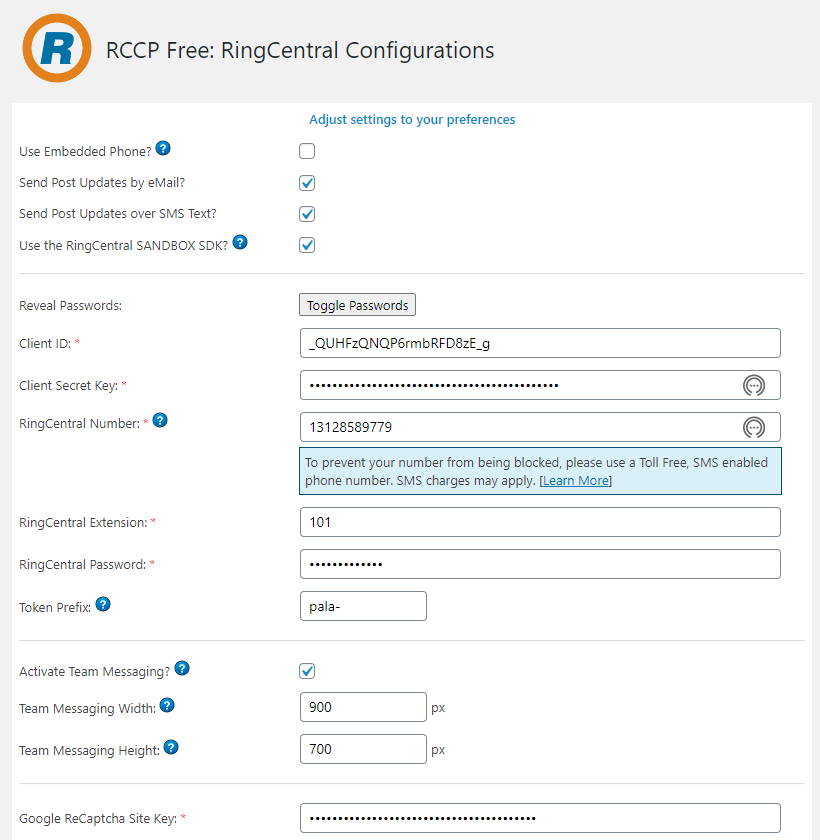 R
RCCP Free: RingCentral Configurations
Adjust settings to your preferences
Use Embedded Phone? ?
Send Post Updates by eMail?
Send Post Updates over SMS Text?
Use the RingCentral SANDBOX SDK? ?
Reveal Passwords: Toggle Passwords
Client ID: * _QUHFzQNQP6rmbRFD8zE_g
Client Secret Key: *
RingCentral Number: * ? 13128589779
To prevent your number from being blocked, please use a Toll Free, SMS enabled
phone number. SMS charges may apply. [Learn More]
RingCentral Extension: * 101
RingCentral Password: *
Token Prefix: ? pala-
Activate Team Messaging? ?
Team Messaging Width: ? 900 px
Team Messaging Height: ? 700 px
Google ReCaptcha Site Key: *